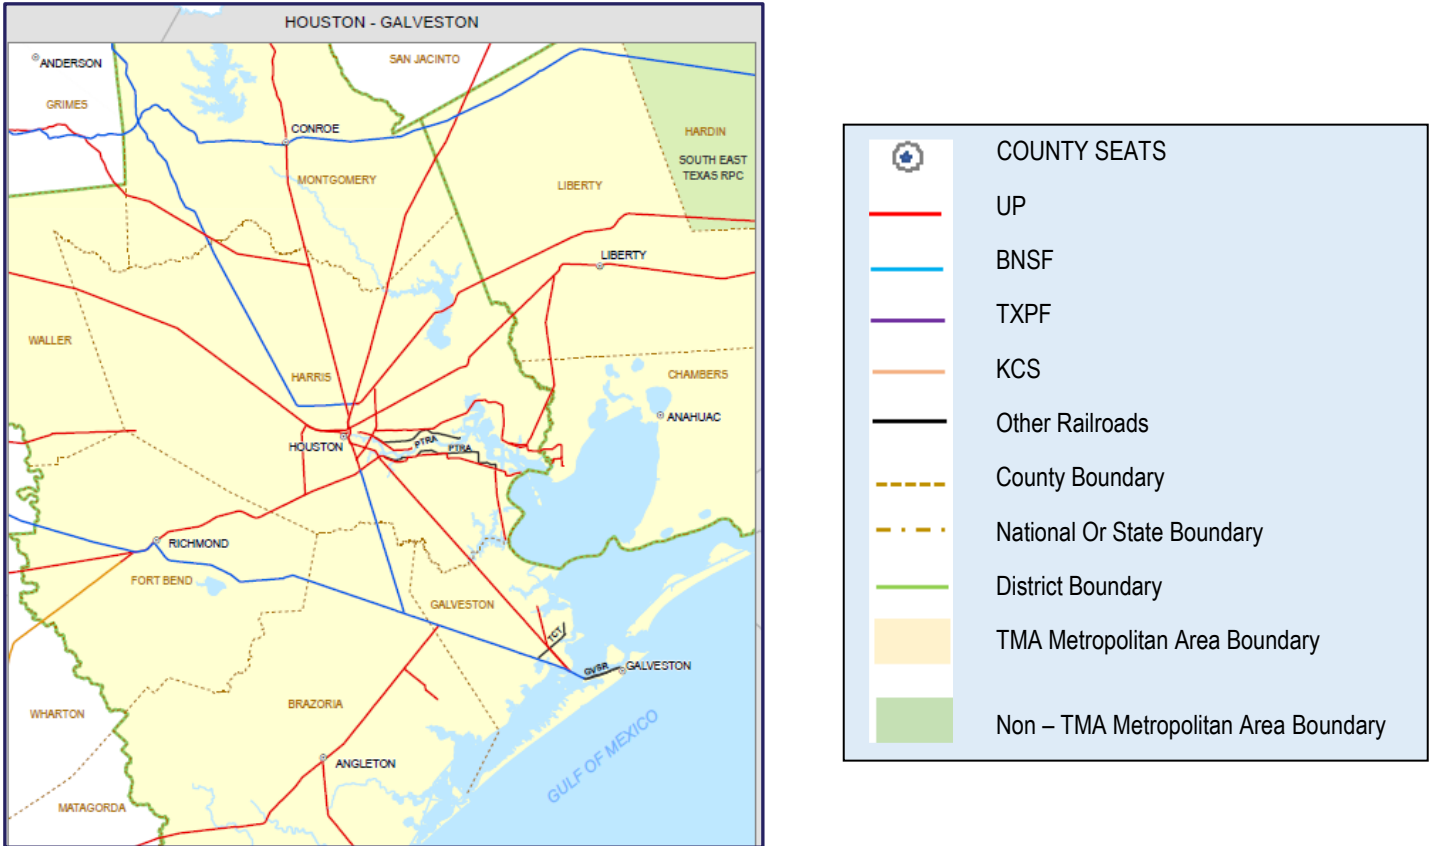 HOUSTON - GALVESTON
ANDERSON
SAN JACINTO
GRIMES
CONROE
HARDIN
SOUTH EAST
TEXAS RPC
MONTGOMERY
LIBERTY
LIBERTY
WALLER
HARRIS
CHAMBERS
ANAHUAC
HOUSTON
PTRA
PTRA
RICHMOND
FORT BEND
GALVESTON
TCT
GVSR
GALVESTON
BRAZORIA
WHARTON
GULF OF MEXICO
ANGLETON
MATAGORDA
COUNTY SEATS
UP
BNSF
TXPF
KCS
Other Railroads
County Boundary
National Or State Boundary
District Boundary
TMA Metropolitan Area Boundary
Non – TMA Metropolitan Area Boundary